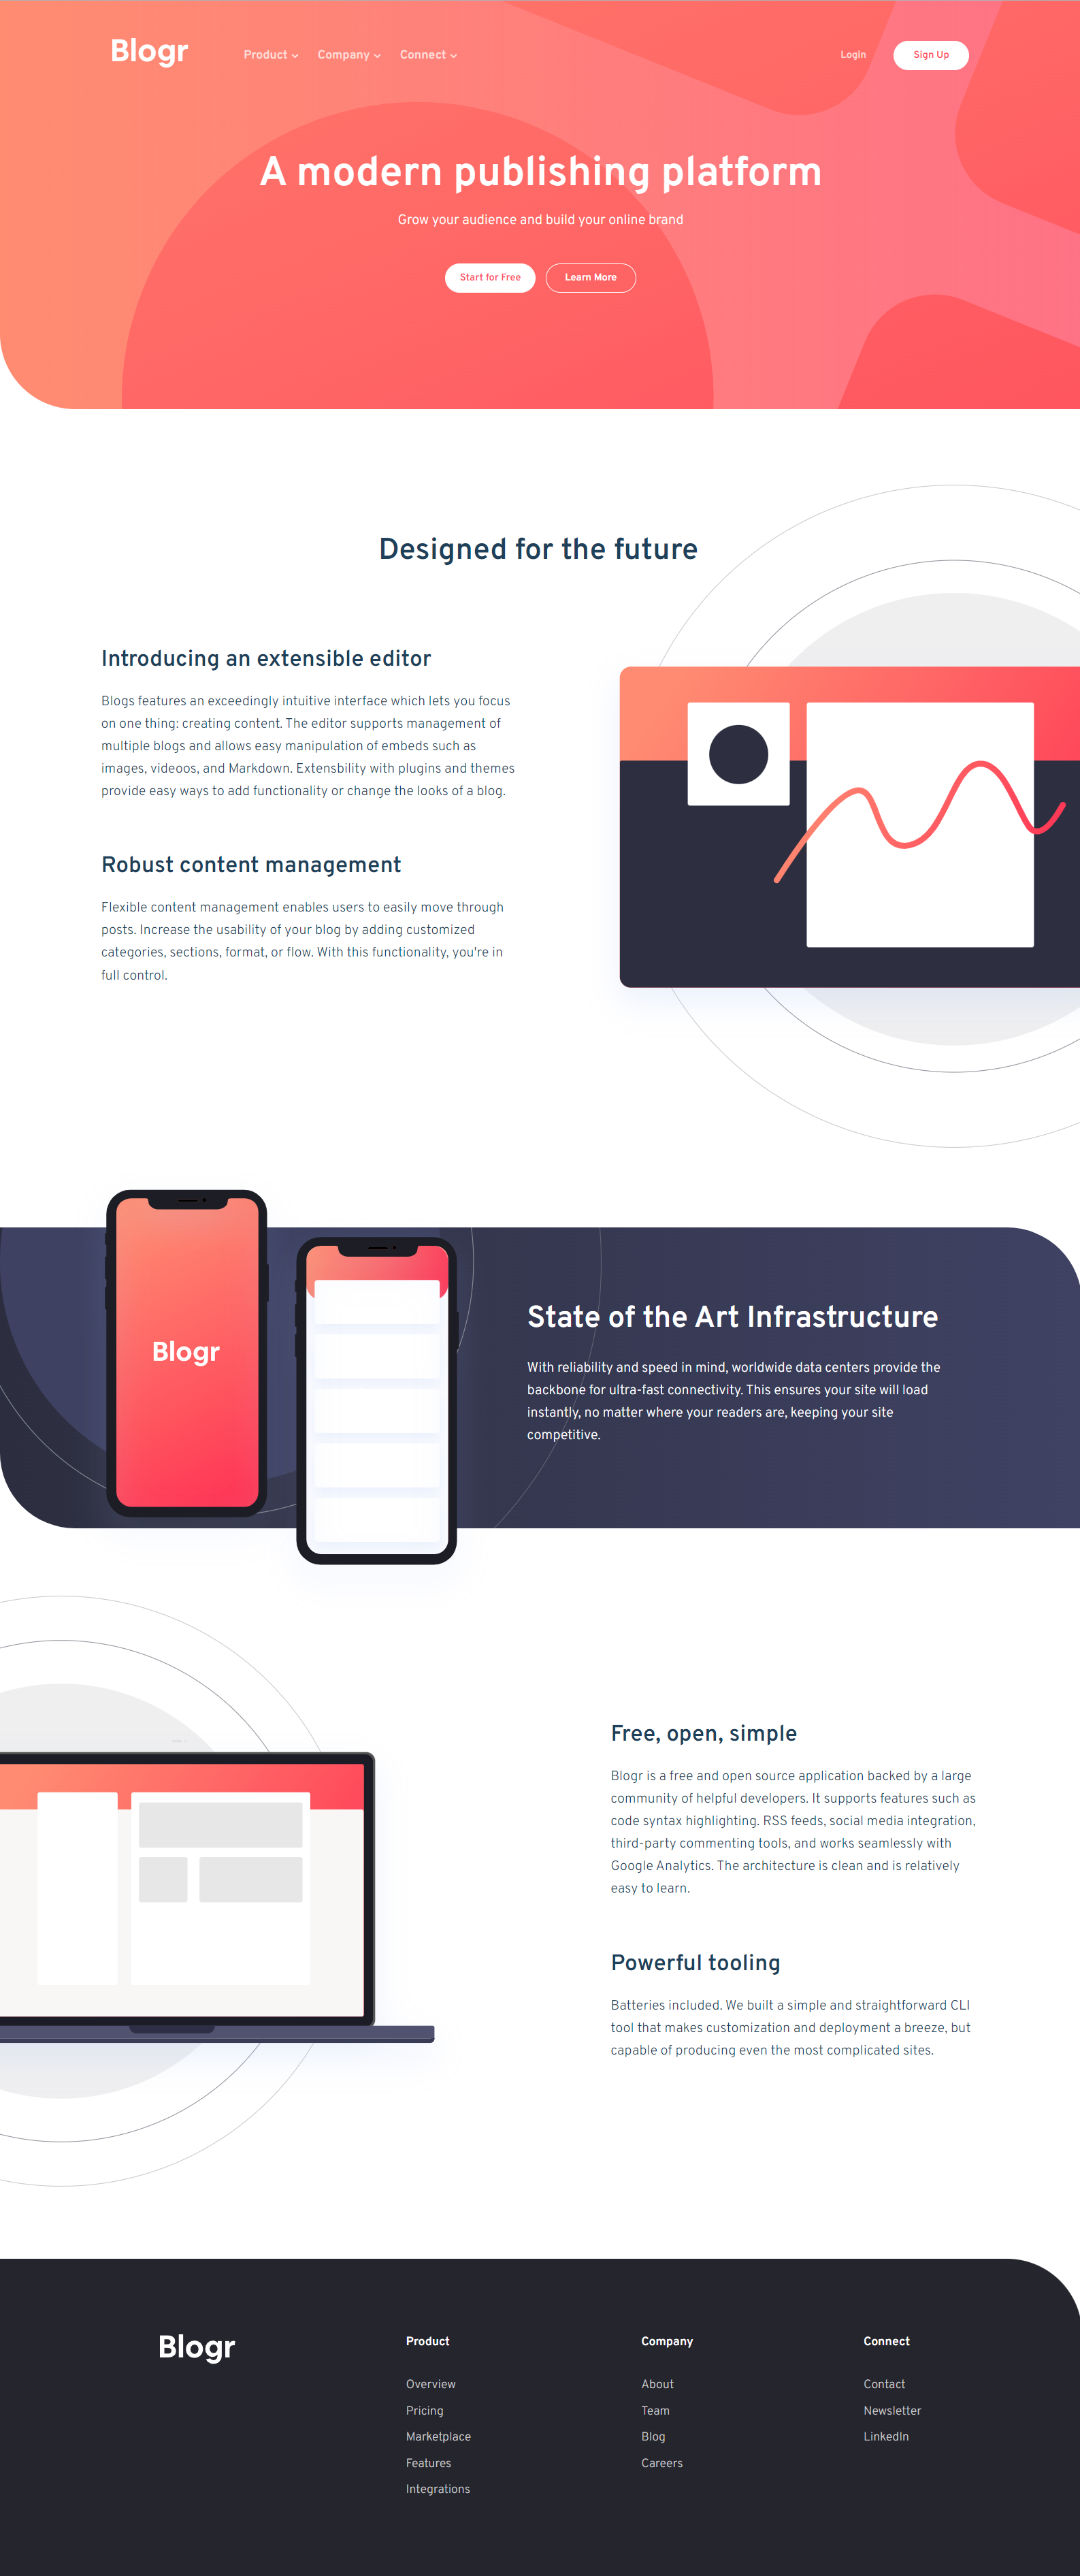 Blogr
Product
Company
Connect
Login
Sign Up
A modern publishing platform
Grow your audience and build your online brand
Start for Free
Learn More
Designed for the future
Introducing an extensible editor
Blogs features an exceedingly intuitive interface which lets you focus
on one thing: creating content. The editor supports management of
multiple blogs and allows easy manipulation of embeds such as
images, videoos, and Markdown. Extensbility with plugins and themes
provide easy ways to add functionality or change the looks of a blog.
Robust content management
Flexible content management enables users to easily move through
posts. Increase the usability of your blog by adding customized
categories, sections, format, or flow. With this functionality, you're in
full control.
Blogr
State of the Art Infrastructure
With reliability and speed in mind, worldwide data centers provide the
backbone for ultra-fast connectivity. This ensures your site will load
instantly, no matter where your readers are, keeping your site
competitive.
Free, open, simple
Blogr is a free and open source application backed by a large
community of helpful developers. It supports features such as
code syntax highlighting. RSS feeds, social media integration,
third-party commenting tools, and works seamlessly with
Google Analytics. The architecture is clean and is relatively
easy to learn.
Powerful tooling
Batteries included. We built a simple and straightforward CLI
tool that makes customization and deployment a breeze, but
capable of producing even the most complicated sites.
Blogr
Product
Overview
Pricing
Marketplace
Features
Integrations
Company
About
Team
Blog
Careers
Connect
Contact
Newsletter
LinkedIn